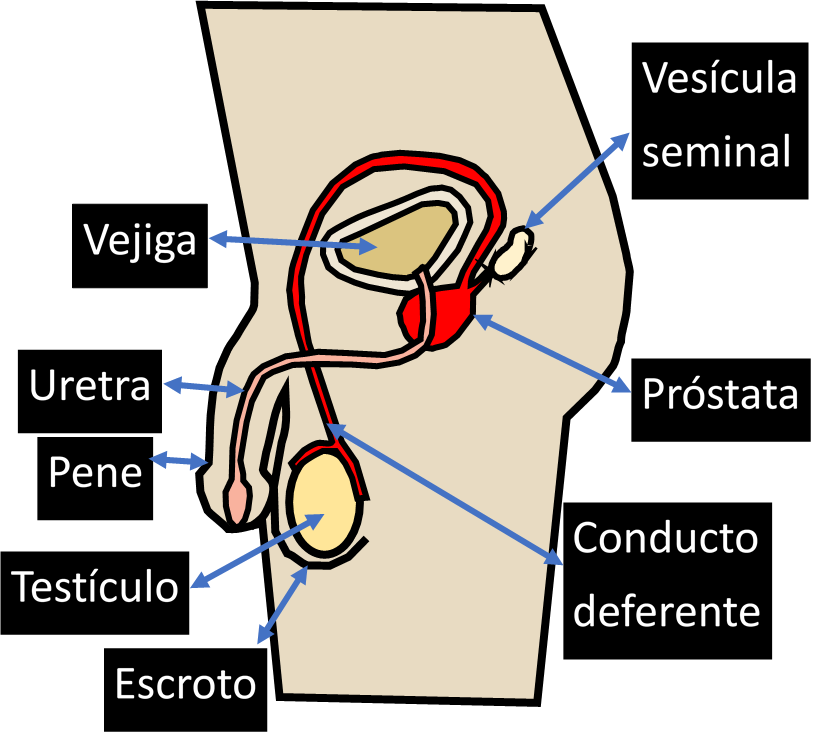 Vesícula
seminal
Vejiga
Uretra
Próstata
Pene
Conducto
deferente
Testículo
Escroto